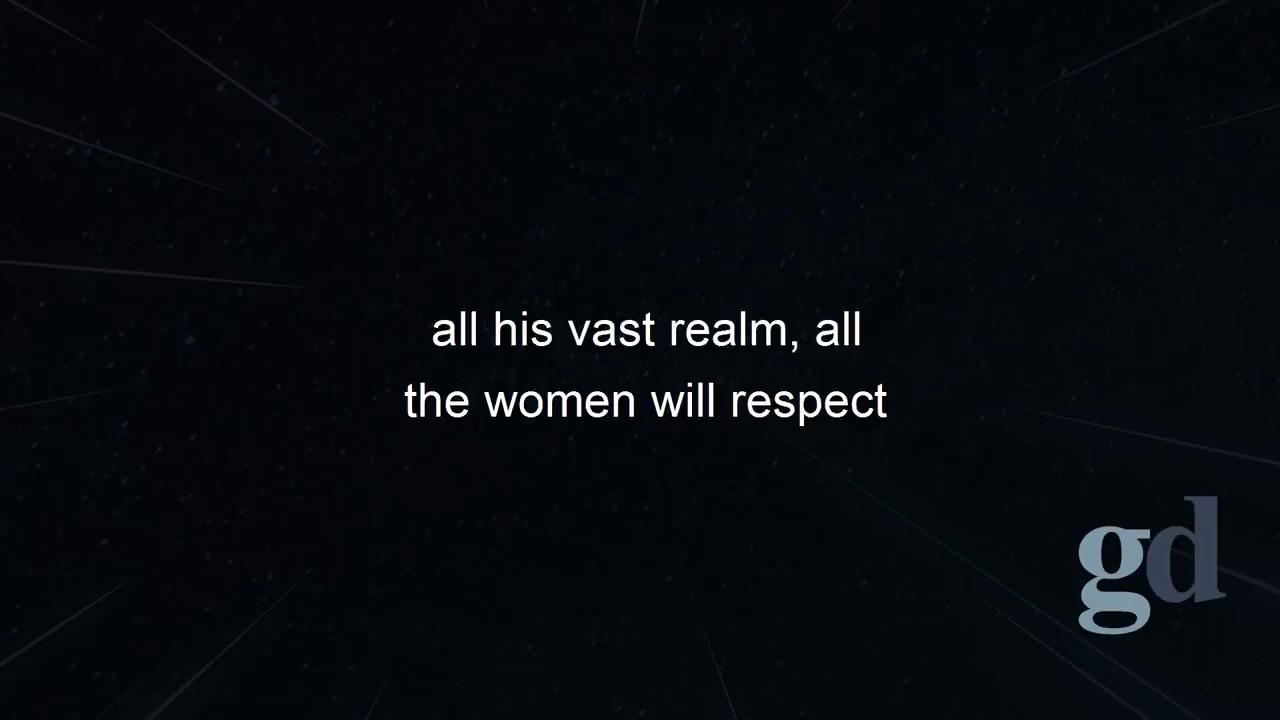 all his vast realm, all
the women will respect
gd